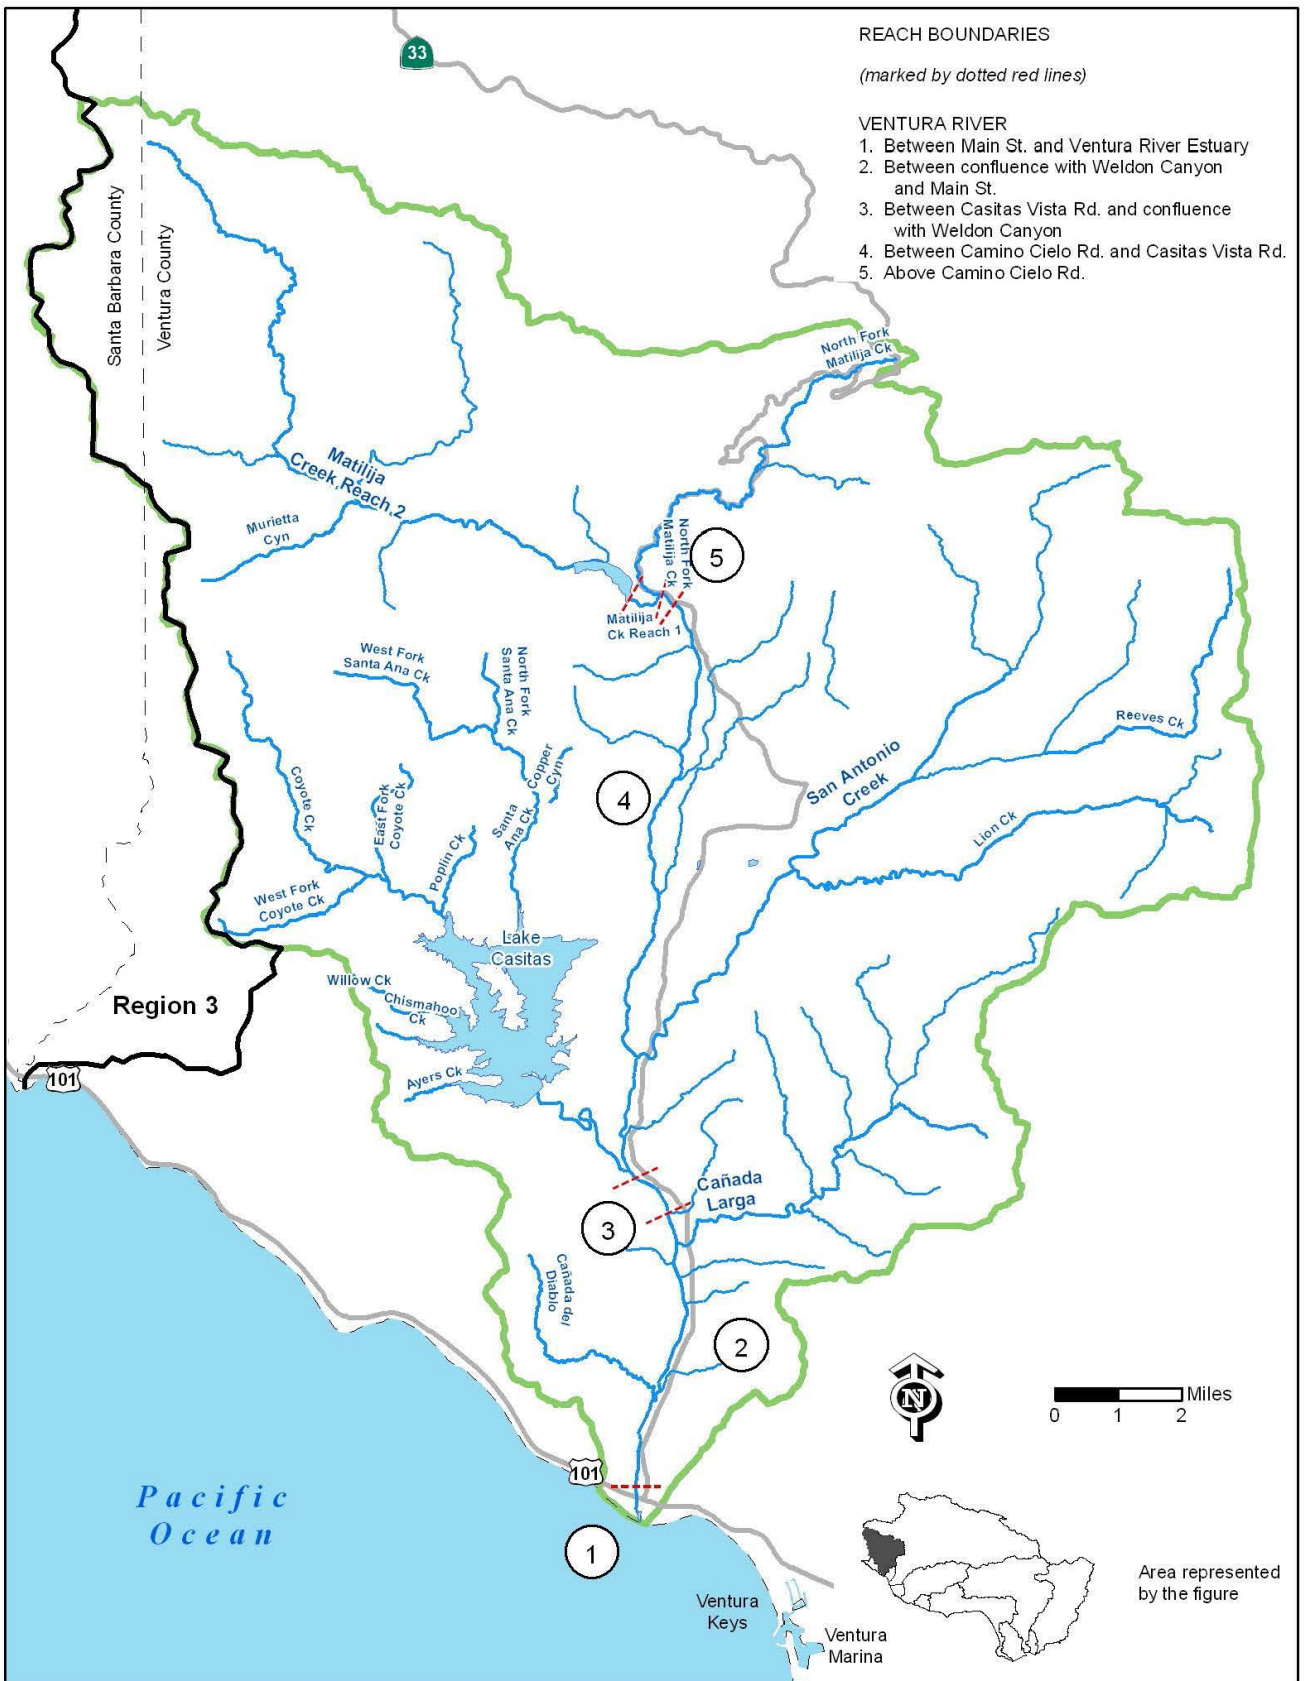 33
REACH BOUNDARIES
(marked by dotted red lines)
VENTURA RIVER
1. Between Main St. and Ventura River Estuary
2. Between confluence with Weldon Canyon
and Main St.
3. Between Casitas Vista Rd. and confluence
with Weldon Canyon
4. Between Camino Cielo Rd. and Casitas Vista Rd.
5. Above Camino Cielo Rd.
Santa Barbara County
Ventura County
North Fork
Matilija Ck
Matilija
Creek, Reach 2
Murietta
Cyn
North Fork
Matilija Ck
5
Matilija
Ck Reach 1
West Fork
Santa Ana Ck
North Fork
Santa Ana Ck
Reeves Ck
Copper
Cyn
San Antonio
Creek
Coyote Ck
East Fork
Coyote Ck
Santa
Ana Ck
4
Poplin Ck
Lion Ck
West Fork
Coyote Ck
Lake
Casitas
Willow Ck
Chismahoo
Ck
Region 3
101
Ayers Ck
Cañada
Larga
3
Cañada del
Diablo
2
N
Miles
0 1 2
101
Pacific
Ocean
1
Area represented
by the figure
Ventura
Keys
Ventura
Marina